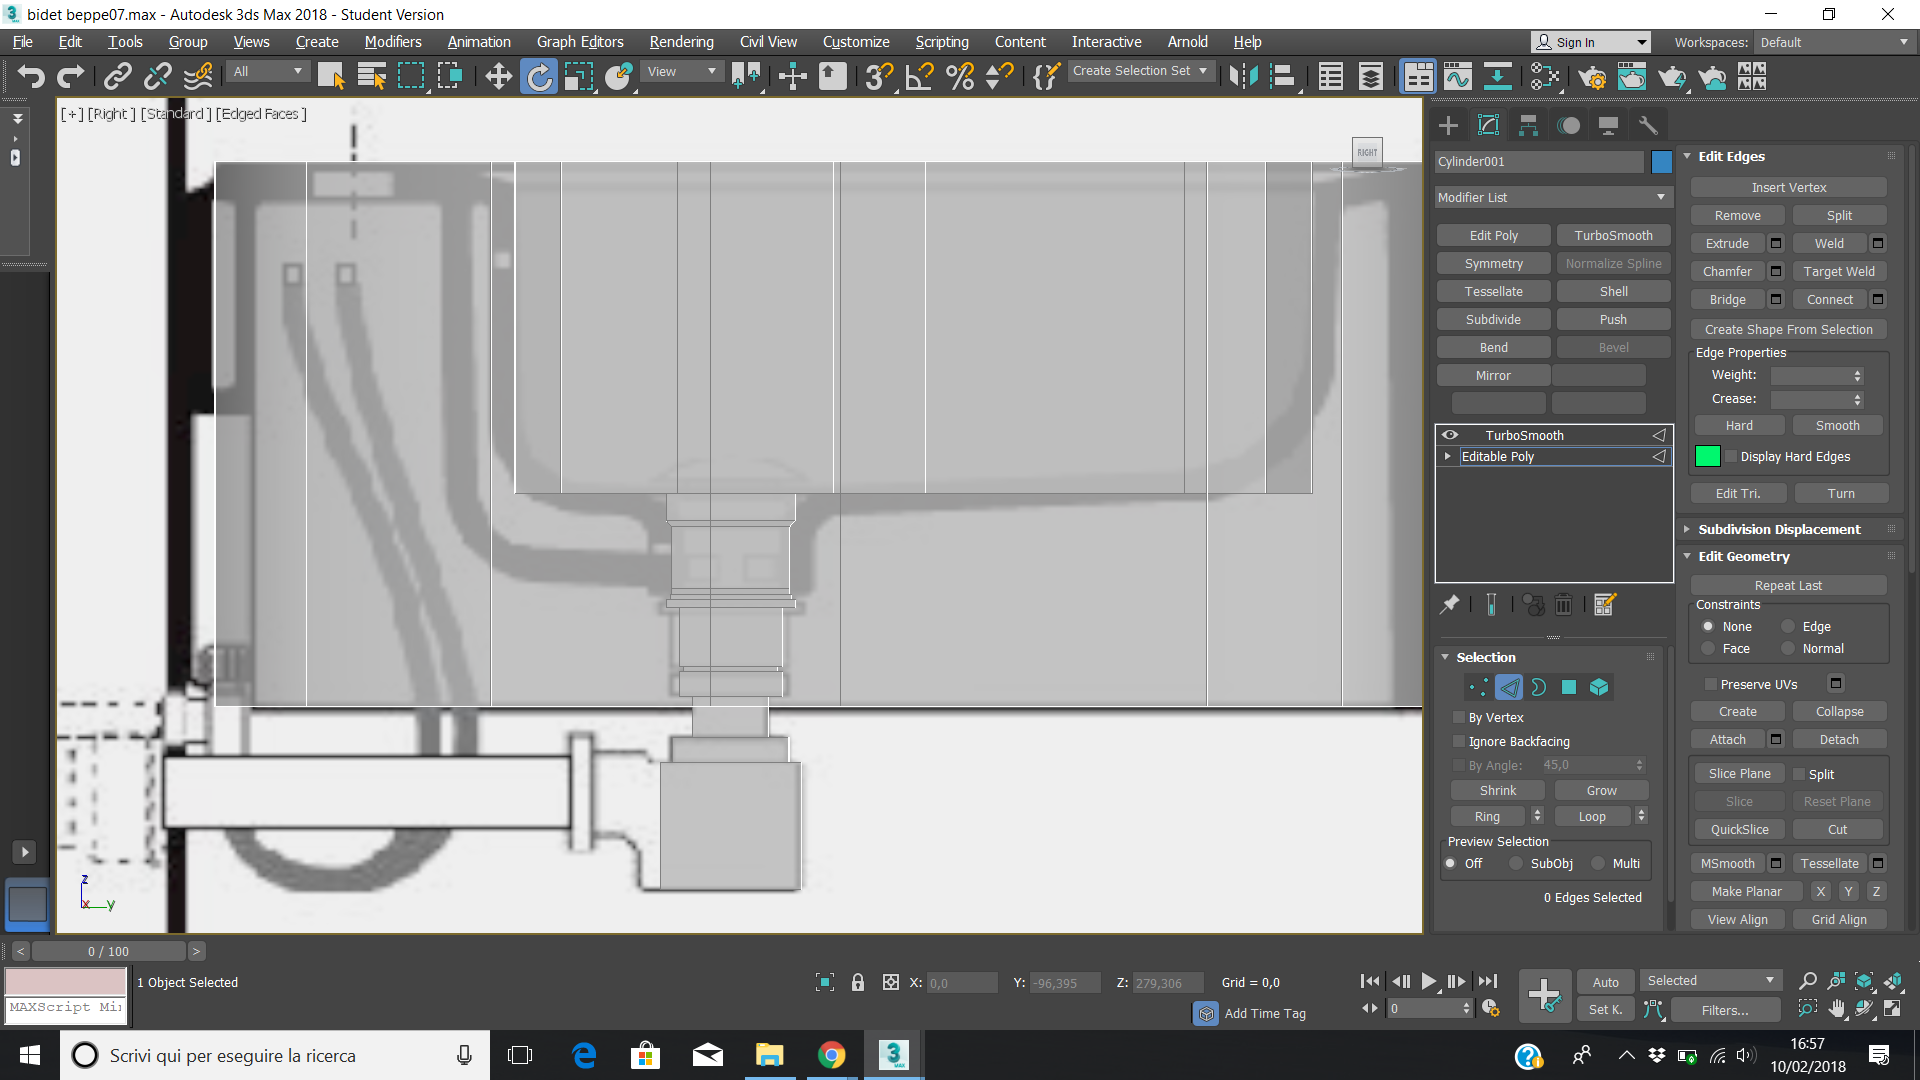 bidet beppe07.max - Autodesk 3ds Max 2018 - Student Version
File Edit Tools Group Views Create Modifiers Animation Graph Editors Rendering Civil View Customize Scripting Content Interactive Arnold Help
Sign In
Workspaces: Default
All
View
Create Selection Set
[+] [Right ] [Standard ] [Edged Faces ]
RIGHT
Cylinder001
Modifier List
Edit Poly TurboSmooth
Symmetry Normalize Spline
Tessellate Shell
Subdivide Push
Bend Bevel
Mirror
TurboSmooth
Editable Poly
Selection
By Vertex
Ignore Backfacing
By Angle: 45,0
Shrink Grow
Ring Loop
Preview Selection
Off SubObj Multi
0 Edges Selected
Edit Edges
Insert Vertex
Remove Split
Extrude Weld
Chamfer Target Weld
Bridge Connect
Create Shape From Selection
Edge Properties
Weight:
Crease:
Hard Smooth
Display Hard Edges
Edit Tri. Turn
Subdivision Displacement
Edit Geometry
Repeat Last
Constraints
None Edge
Face Normal
Preserve UVs
Create Collapse
Attach Detach
Slice Plane Split
Slice Reset Plane
QuickSlice Cut
MSmooth Tessellate
Make Planar X Y Z
View Align Grid Align
z
x y
< 0 / 100 >
1 Object Selected
MAXScript Mi
X: 0,0 Y: -96,395 Z: 279,306 Grid = 0,0
Add Time Tag
0
Auto Selected
Set K. Filters...
Scrivi qui per eseguire la ricerca
3
MAX
16:57
10/02/2018